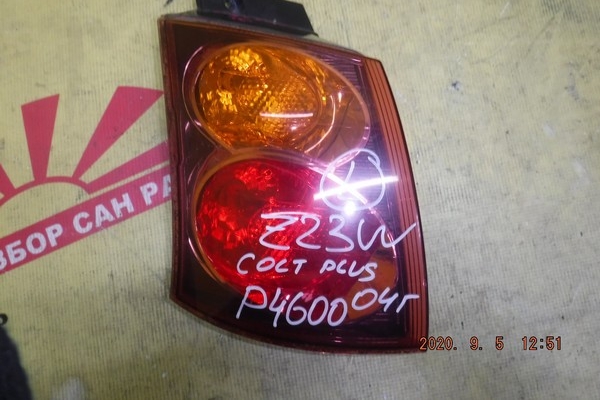 ЗБОР САН РА
L
Z23W
COLT PLUS
P4600 04г
2020. 9. 5 12:51